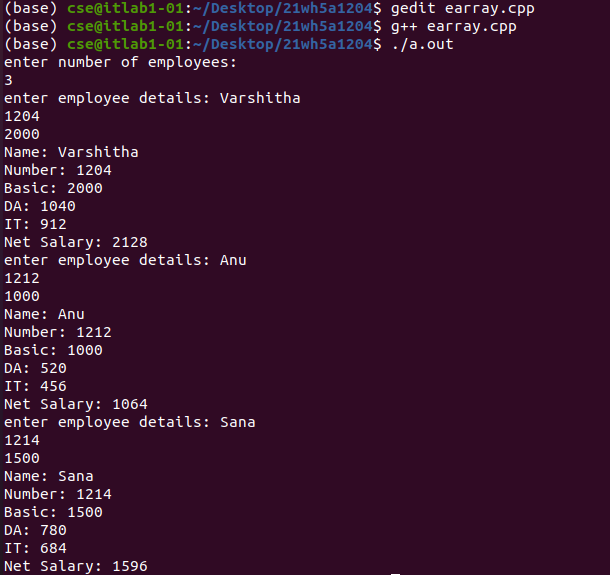 (base) cse@itlab1-01:~/Desktop/21wh5a1204$ gedit earray.cpp
(base) cse@itlab1-01:~/Desktop/21wh5a1204$ g++ earray.cpp
(base) cse@itlab1-01:~/Desktop/21wh5a1204$ ./a.out
enter number of employees:
3
enter employee details: Varshitha
1204
2000
Name: Varshitha
Number: 1204
Basic: 2000
DA: 1040
IT: 912
Net Salary: 2128
enter employee details: Anu
1212
1000
Name: Anu
Number: 1212
Basic: 1000
DA: 520
IT: 456
Net Salary: 1064
enter employee details: Sana
1214
1500
Name: Sana
Number: 1214
Basic: 1500
DA: 780
IT: 684
Net Salary: 1596